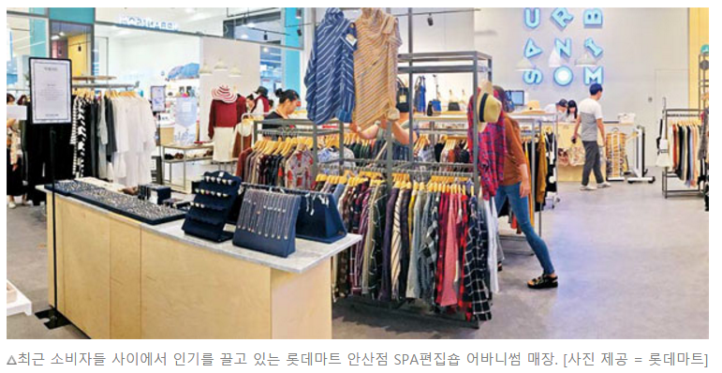 △최근 소비자들 사이에서 인기를 끌고 있는 롯데마트 안산점 SPA편집숍 어바니썸 매장. [사진 제공 = 롯데마트]